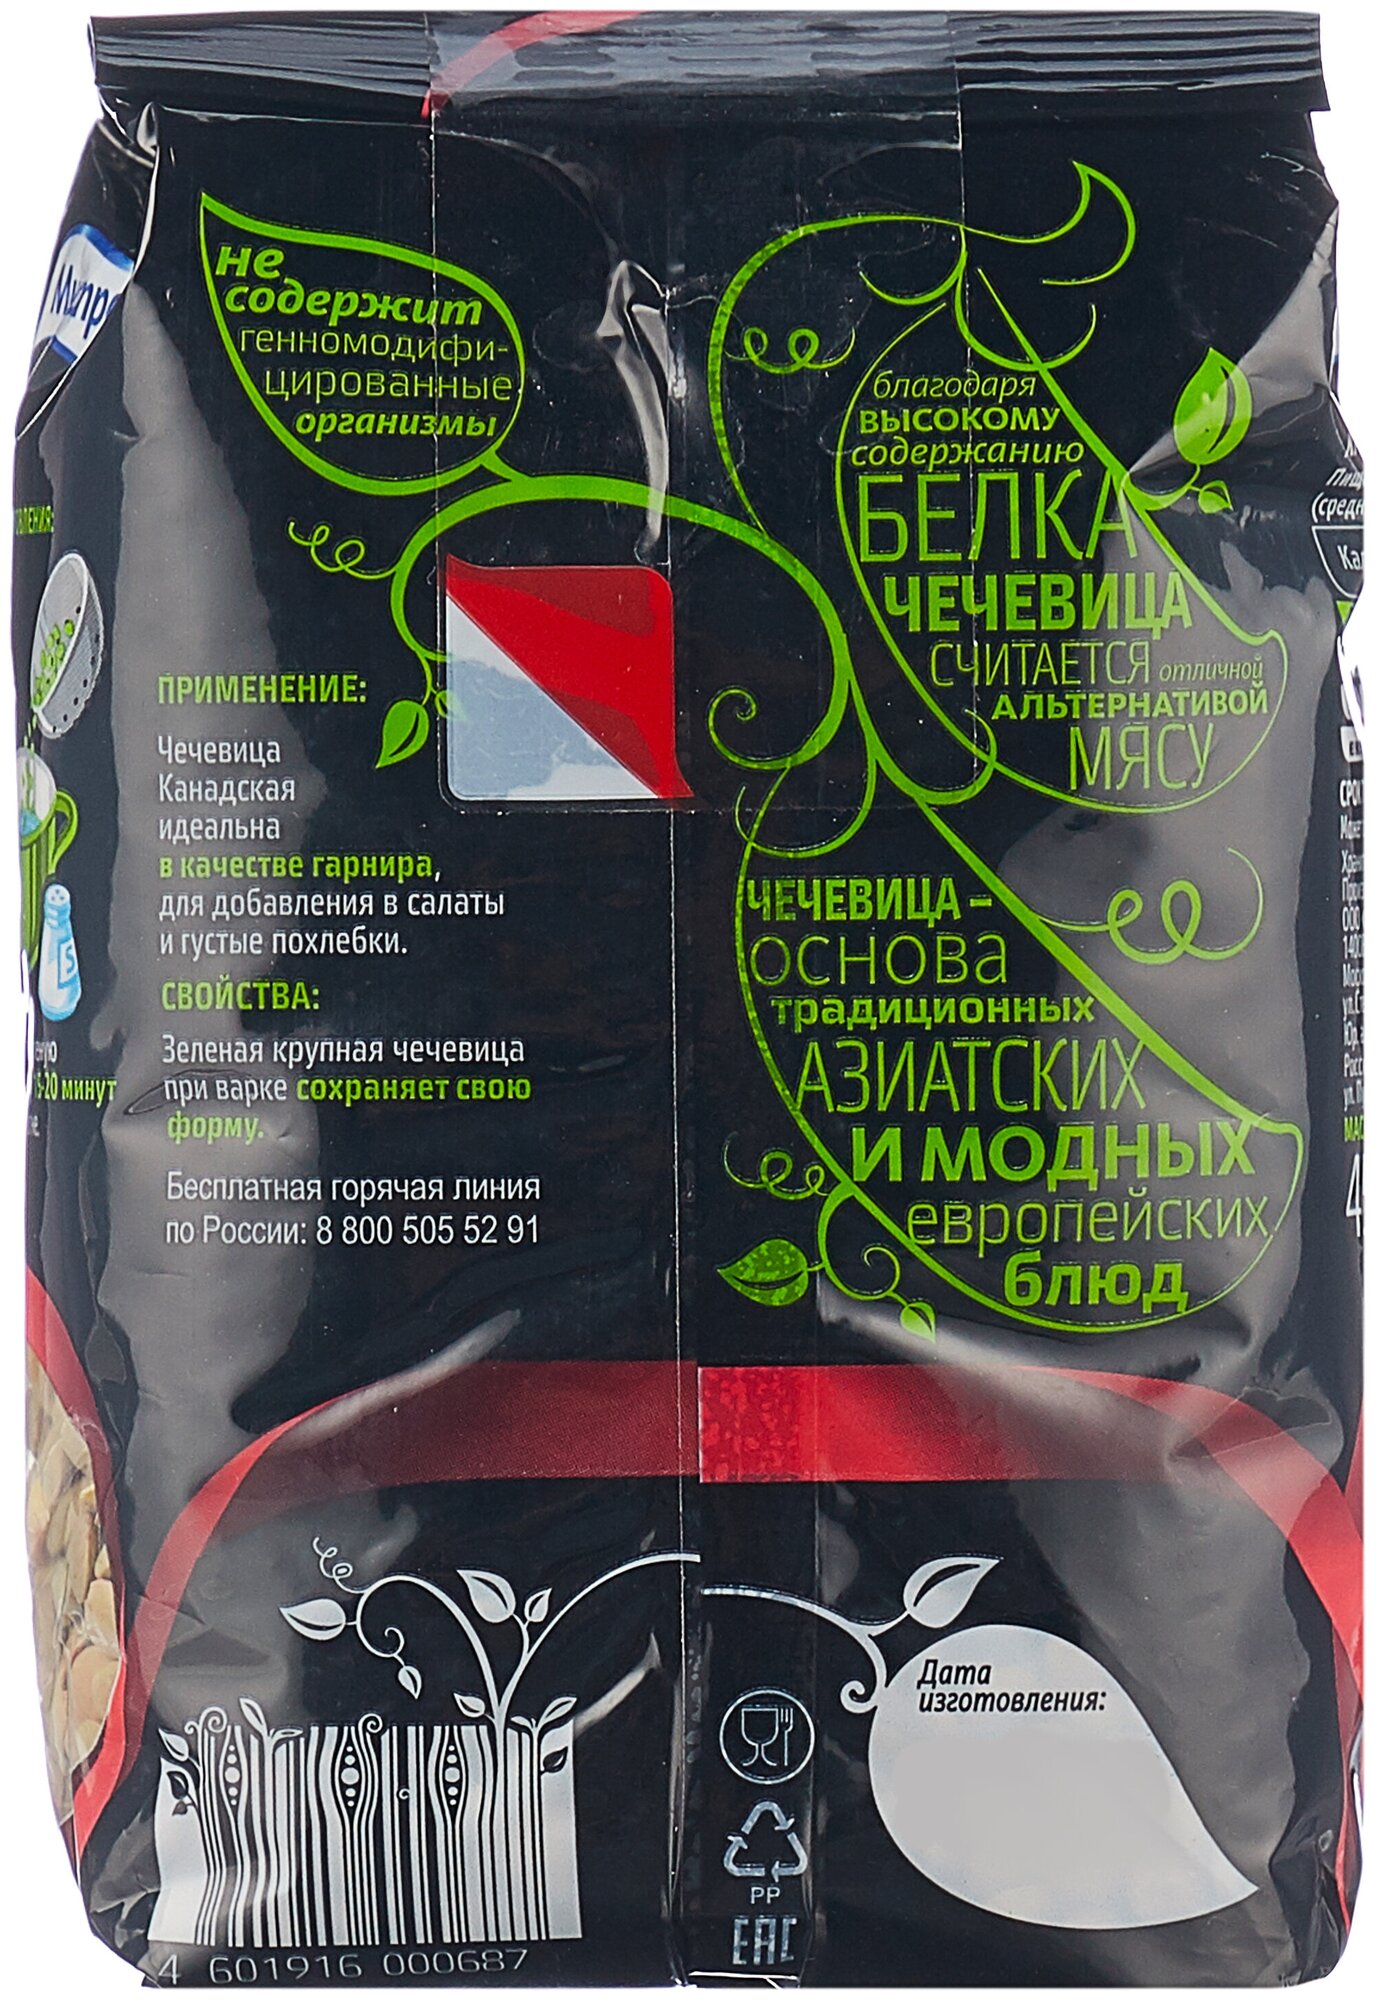 не
содержит
генномодифи-
цированные
организмы
благодаря
ВЫСОКОМУ
содержанию
БЕЛКА
ЧЕЧЕВИЦА
СЧИТАЕТСЯ отличной
АЛЬТЕРНАТИВОЙ
МЯСУ
ПРИМЕНЕНИЕ:
Чечевица
Канадская
идеальна
в качестве гарнира,
для добавления в салаты
и густые похлебки.
СВОЙСТВА:
Зеленая крупная чечевица
при варке сохраняет свою
форму.
Бесплатная горячая линия
по России: 8 800 505 52 91
ЧЕЧЕВИЦА –
основа
традиционных
АЗИАТСКИХ
И МОДНЫХ
европейских
блюд
минут
Дата
изготовления:
PP
EAC
4 601916 000687